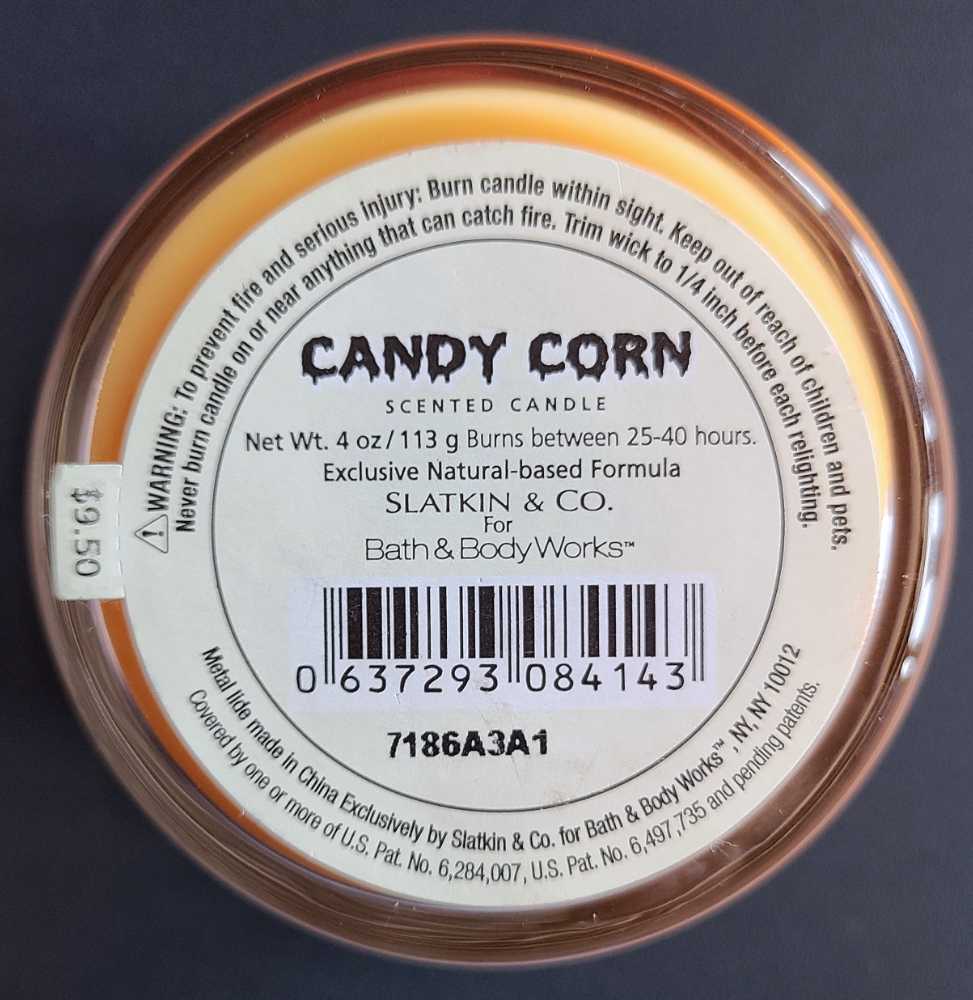 ⚠ WARNING: To prevent fire and serious injury: Burn candle within sight. Keep out of reach of children and pets.
Never burn candle on or near anything that can catch fire. Trim wick to 1/4 inch before each relighting.
CANDY CORN
SCENTED CANDLE
Net Wt. 4 oz/113 g Burns between 25-40 hours.
Exclusive Natural-based Formula
SLATKIN & CO.
For
Bath & Body Works™
$9.50
0 637293 084143
7186A3A1
Metal lide made in China Exclusively by Slatkin & Co. for Bath & Body Works™, NY, NY 10012
Covered by one or more of U.S. Pat. No. 6,284,007, U.S. Pat. No. 6,497,735 and pending patents.